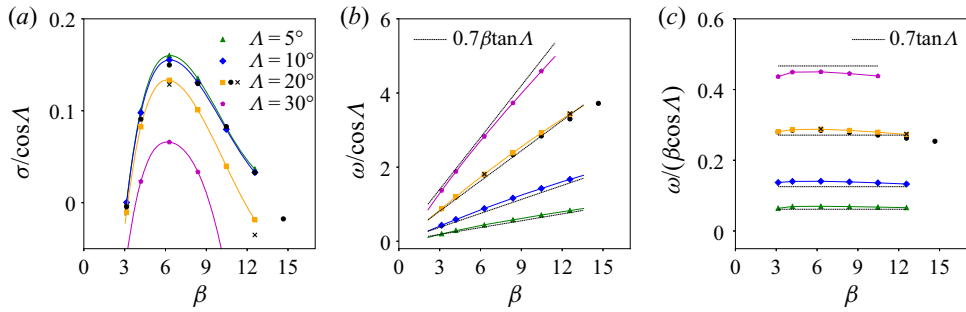 (a)
0.2
0.1
0
σ/cosΛ
Λ = 5°
Λ = 10°
Λ = 20°
Λ = 30°
0 3 6 9 12 15
β
(b)
6
4
2
0
ω/cosΛ
0.7βtanΛ
0 3 6 9 12 15
β
(c)
0.6
0.4
0.2
0
ω/(βcosΛ)
0.7tanΛ
0 3 6 9 12 15
β